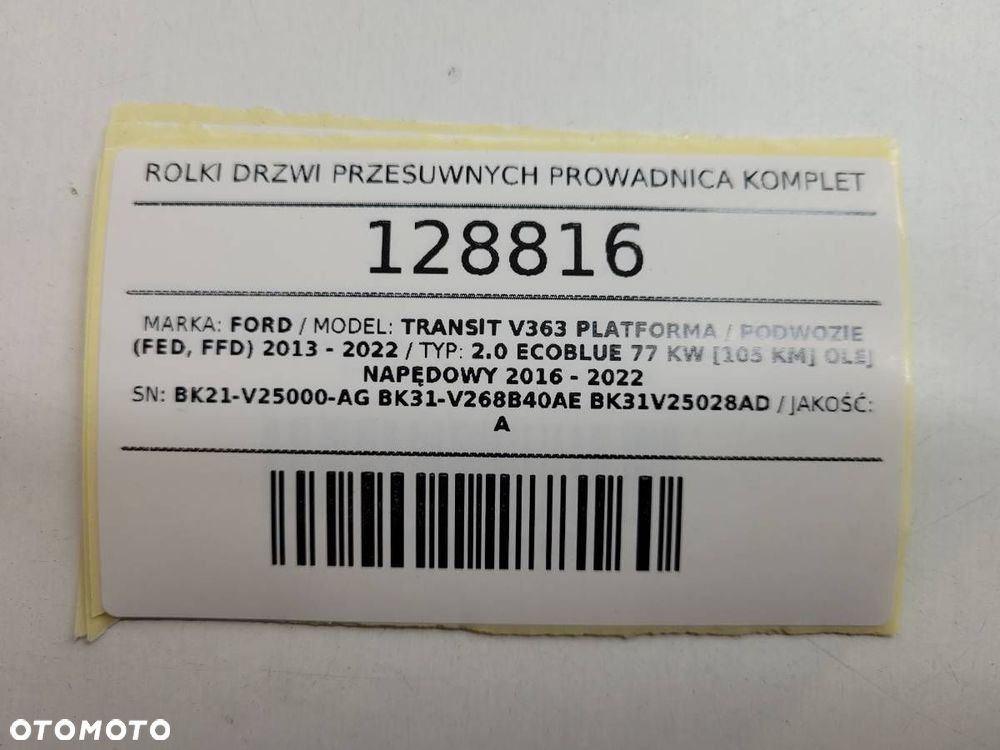 ROLKI DRZWI PRZESUWNYCH PROWADNICA KOMPLET
128816
MARKA: FORD / MODEL: TRANSIT V363 PLATFORMA / PODWOZIE
(FED, FFD) 2013 - 2022 / TYP: 2.0 ECOBLUE 77 KW [105 KM] OLEJ
NAPĘDOWY 2016 - 2022
SN: BK21-V25000-AG BK31-V268B40AE BK31V25028AD / JAKOŚĆ:
A
OTOMOTO